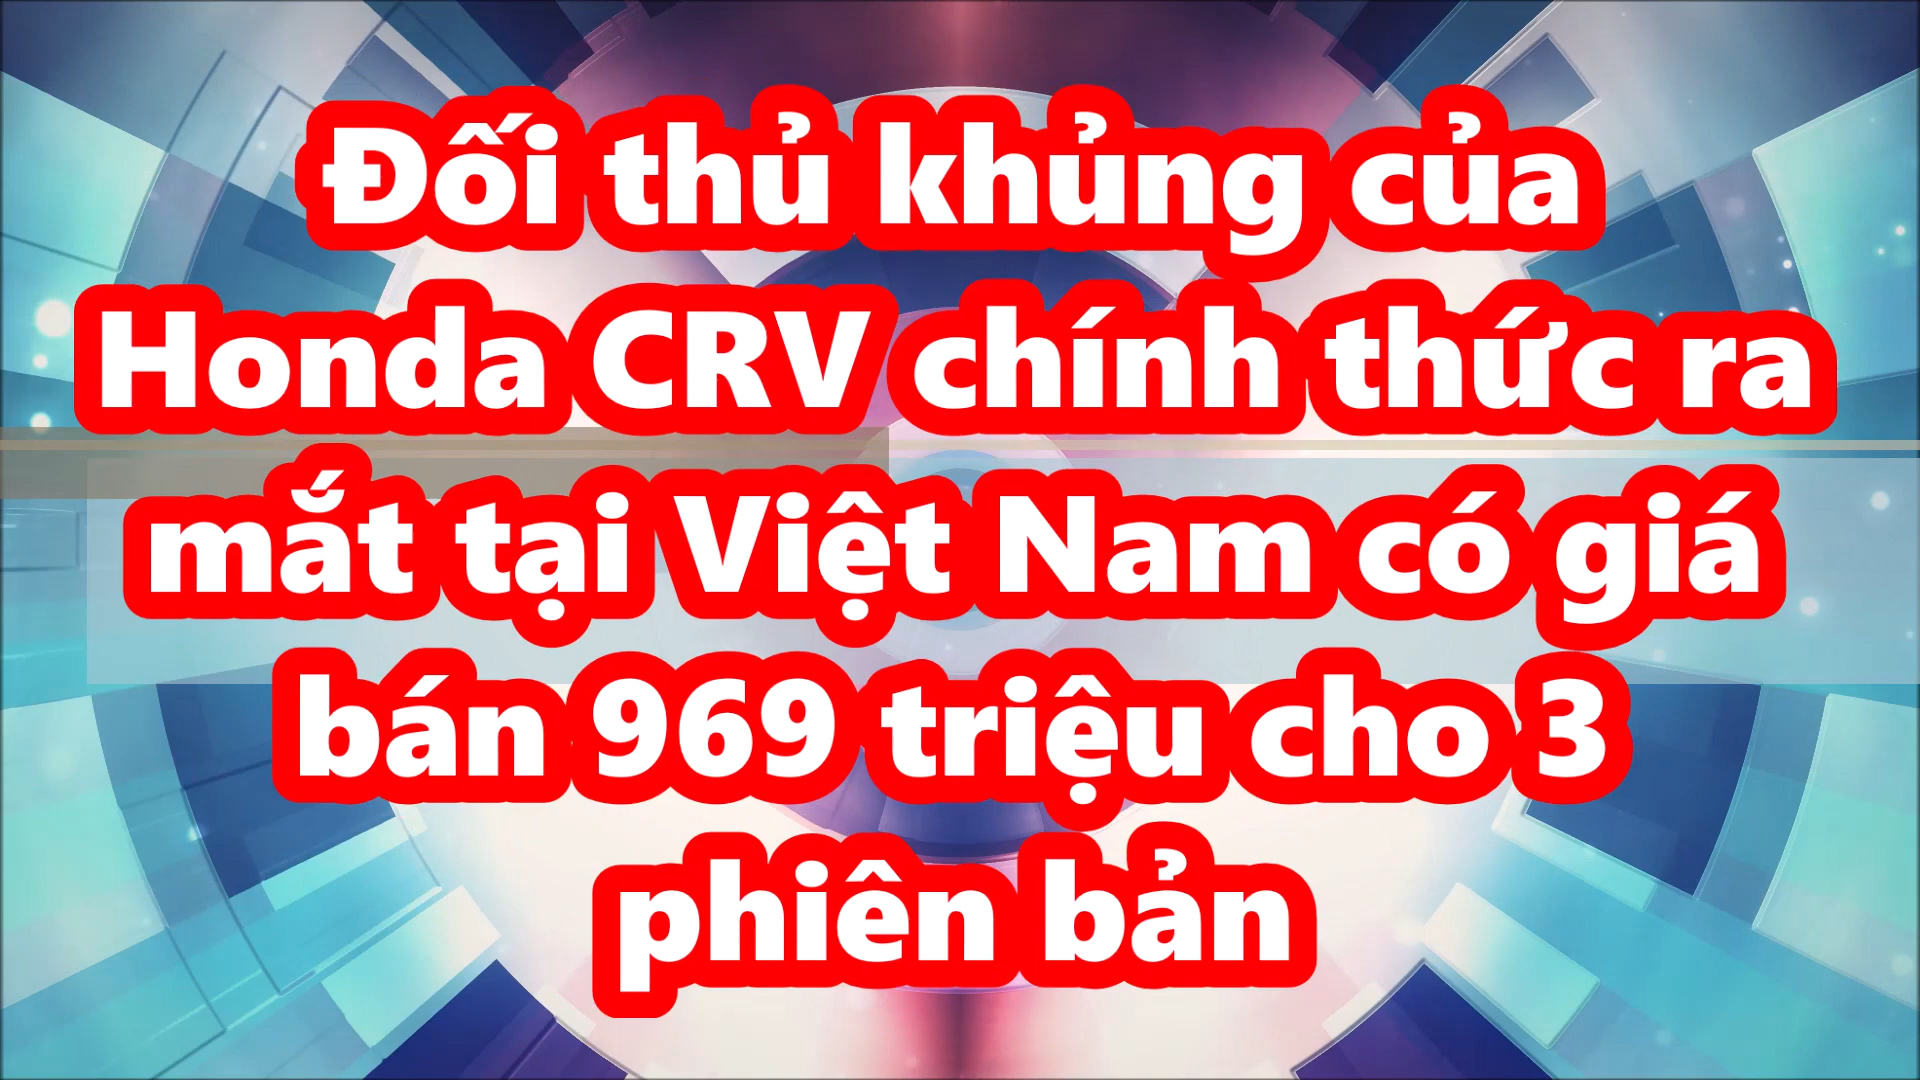 Đối thủ khủng của
Honda CRV chính thức ra
mắt tại Việt Nam có giá
bán 969 triệu cho 3
phiên bản